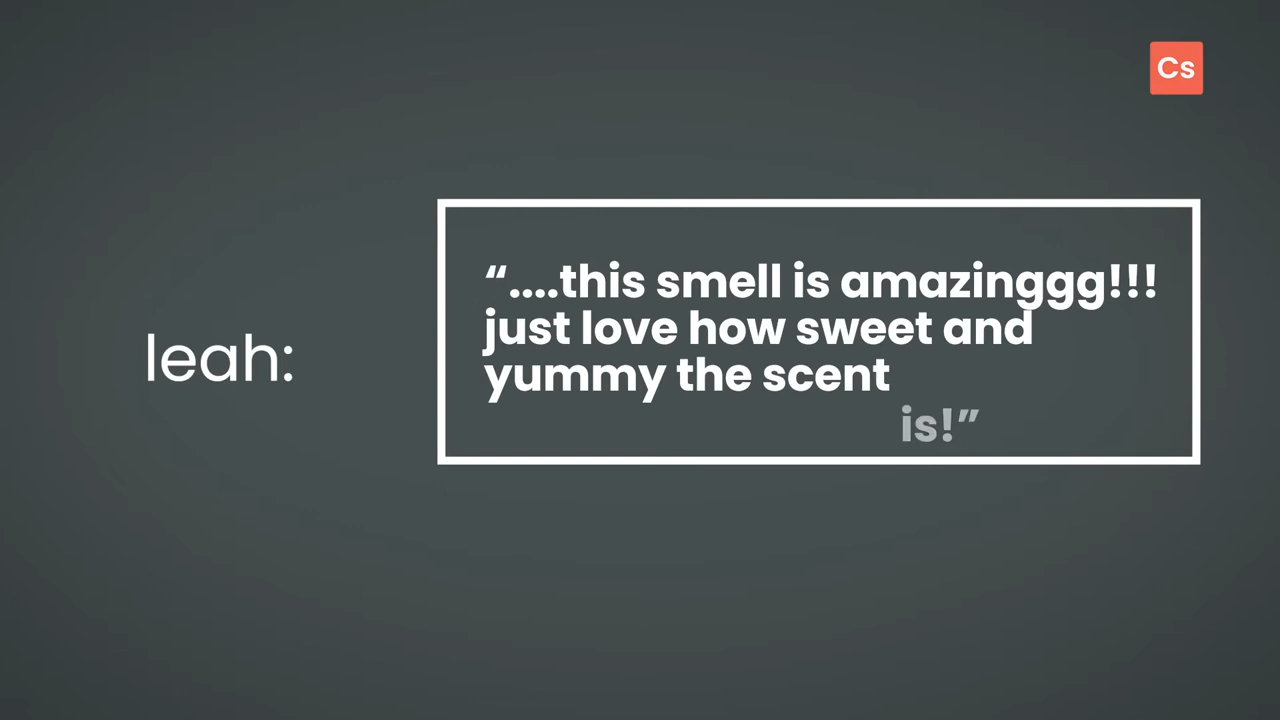 Cs
leah:
“....this smell is amazinggg!!!
just love how sweet and
yummy the scent
is!”